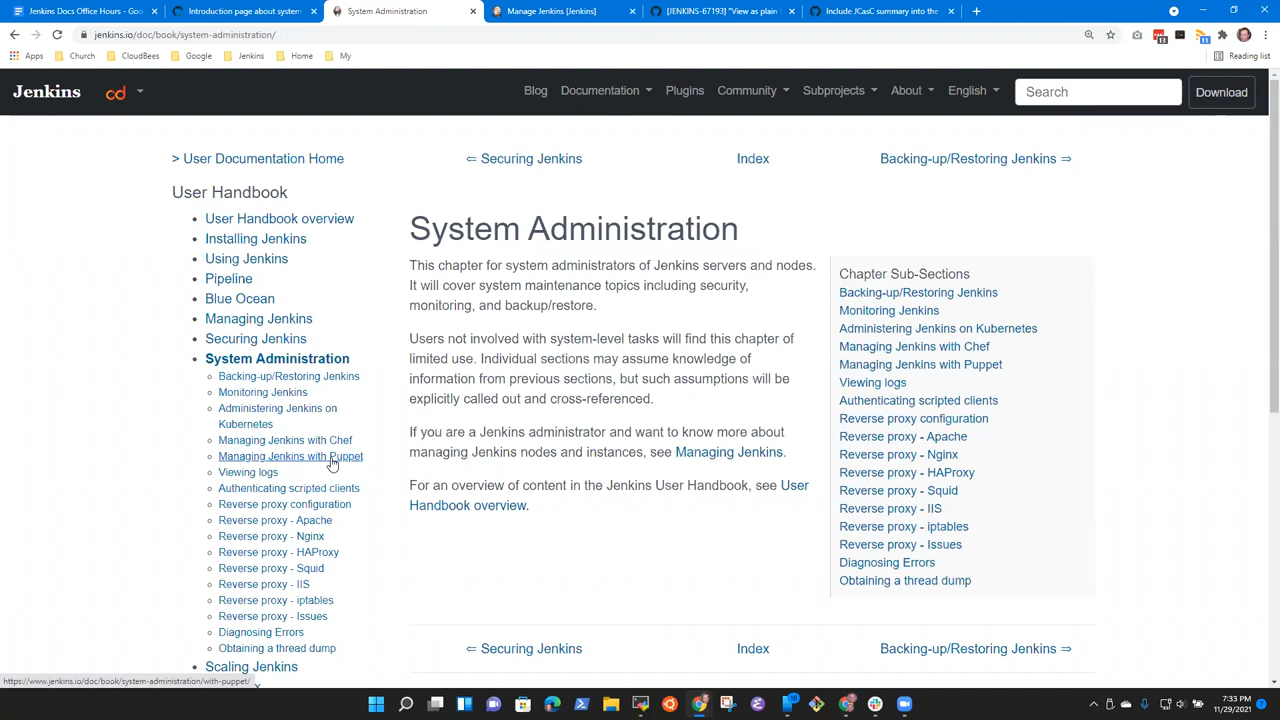 Jenkins Docs Office Hours - Goo
Introduction page about system
System Administration
Manage Jenkins [Jenkins]
[JENKINS-67193] "View as plain
Include JCasC summary into the
jenkins.io/doc/book/system-administration/
13
11
Apps
Church
CloudBees
Google
Jenkins
Home
My
Reading list
Jenkins
cd
Blog
Documentation
Plugins
Community
Subprojects
About
English
Search
Download
> User Documentation Home
⇐ Securing Jenkins
Index
Backing-up/Restoring Jenkins ⇒
User Handbook
User Handbook overview
Installing Jenkins
Using Jenkins
Pipeline
Blue Ocean
Managing Jenkins
Securing Jenkins
System Administration
Backing-up/Restoring Jenkins
Monitoring Jenkins
Administering Jenkins on
Kubernetes
Managing Jenkins with Chef
Managing Jenkins with Puppet
Viewing logs
Authenticating scripted clients
Reverse proxy configuration
Reverse proxy - Apache
Reverse proxy - Nginx
Reverse proxy - HAProxy
Reverse proxy - Squid
Reverse proxy - IIS
Reverse proxy - iptables
Reverse proxy - Issues
Diagnosing Errors
Obtaining a thread dump
Scaling Jenkins
System Administration
This chapter for system administrators of Jenkins servers and nodes.
It will cover system maintenance topics including security,
monitoring, and backup/restore.
Users not involved with system-level tasks will find this chapter of
limited use. Individual sections may assume knowledge of
information from previous sections, but such assumptions will be
explicitly called out and cross-referenced.
If you are a Jenkins administrator and want to know more about
managing Jenkins nodes and instances, see Managing Jenkins.
For an overview of content in the Jenkins User Handbook, see User
Handbook overview.
Chapter Sub-Sections
Backing-up/Restoring Jenkins
Monitoring Jenkins
Administering Jenkins on Kubernetes
Managing Jenkins with Chef
Managing Jenkins with Puppet
Viewing logs
Authenticating scripted clients
Reverse proxy configuration
Reverse proxy - Apache
Reverse proxy - Nginx
Reverse proxy - HAProxy
Reverse proxy - Squid
Reverse proxy - IIS
Reverse proxy - iptables
Reverse proxy - Issues
Diagnosing Errors
Obtaining a thread dump
⇐ Securing Jenkins
Index
Backing-up/Restoring Jenkins ⇒
https://www.jenkins.io/doc/book/system-administration/with-puppet/
7:33 PM
11/29/2021